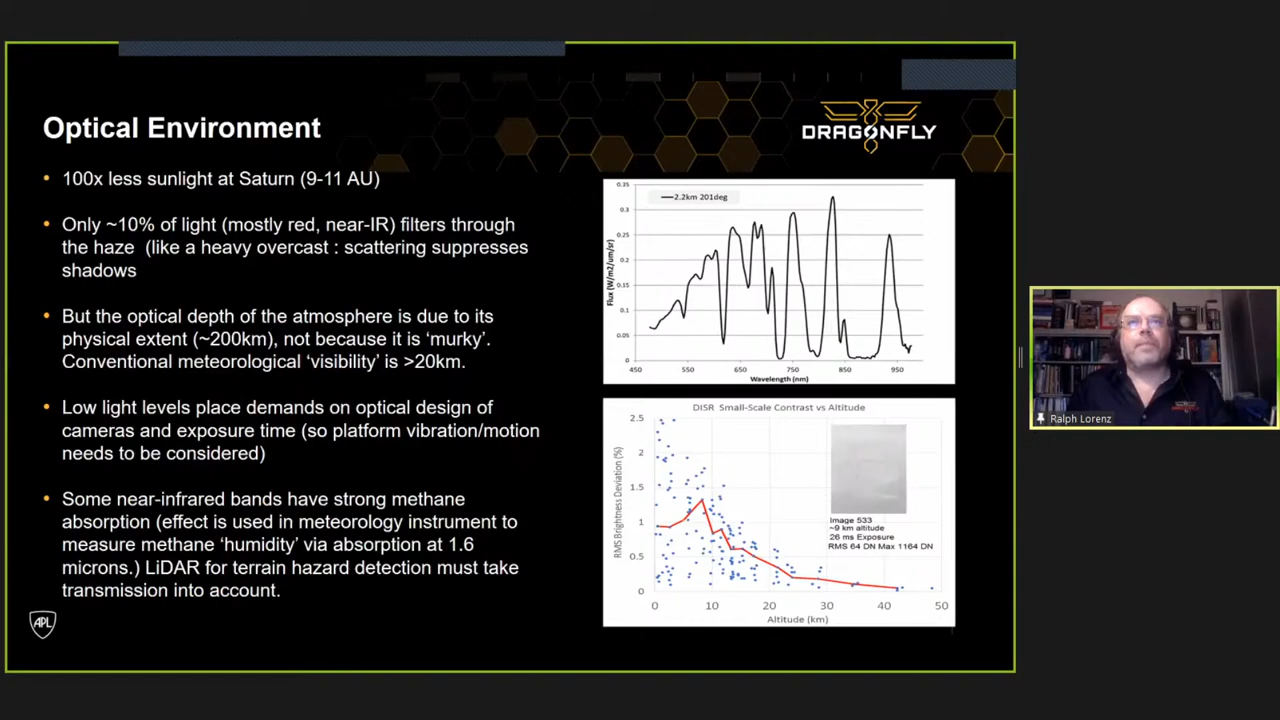 Optical Environment
DRAGONFLY
• 100x less sunlight at Saturn (9-11 AU)
• Only ~10% of light (mostly red, near-IR) filters through
the haze (like a heavy overcast : scattering suppresses
shadows
• But the optical depth of the atmosphere is due to its
physical extent (~200km), not because it is ‘murky’.
Conventional meteorological ‘visibility’ is >20km.
• Low light levels place demands on optical design of
cameras and exposure time (so platform vibration/motion
needs to be considered)
• Some near-infrared bands have strong methane
absorption (effect is used in meteorology instrument to
measure methane ‘humidity’ via absorption at 1.6
microns.) LiDAR for terrain hazard detection must take
transmission into account.
APL
2.2km 201deg
Flux (W/m2/um/sr)
0.35
0.3
0.25
0.2
0.15
0.1
0.05
0
450 550 650 750 850 950
Wavelength (nm)
DISR Small-Scale Contrast vs Altitude
RMS Brightness Deviation (%)
2.5
2
1.5
1
0.5
0
Image 533
~9 km altitude
26 ms Exposure
RMS 64 DN Max 1164 DN
0 10 20 30 40 50
Altitude (km)
Ralph Lorenz